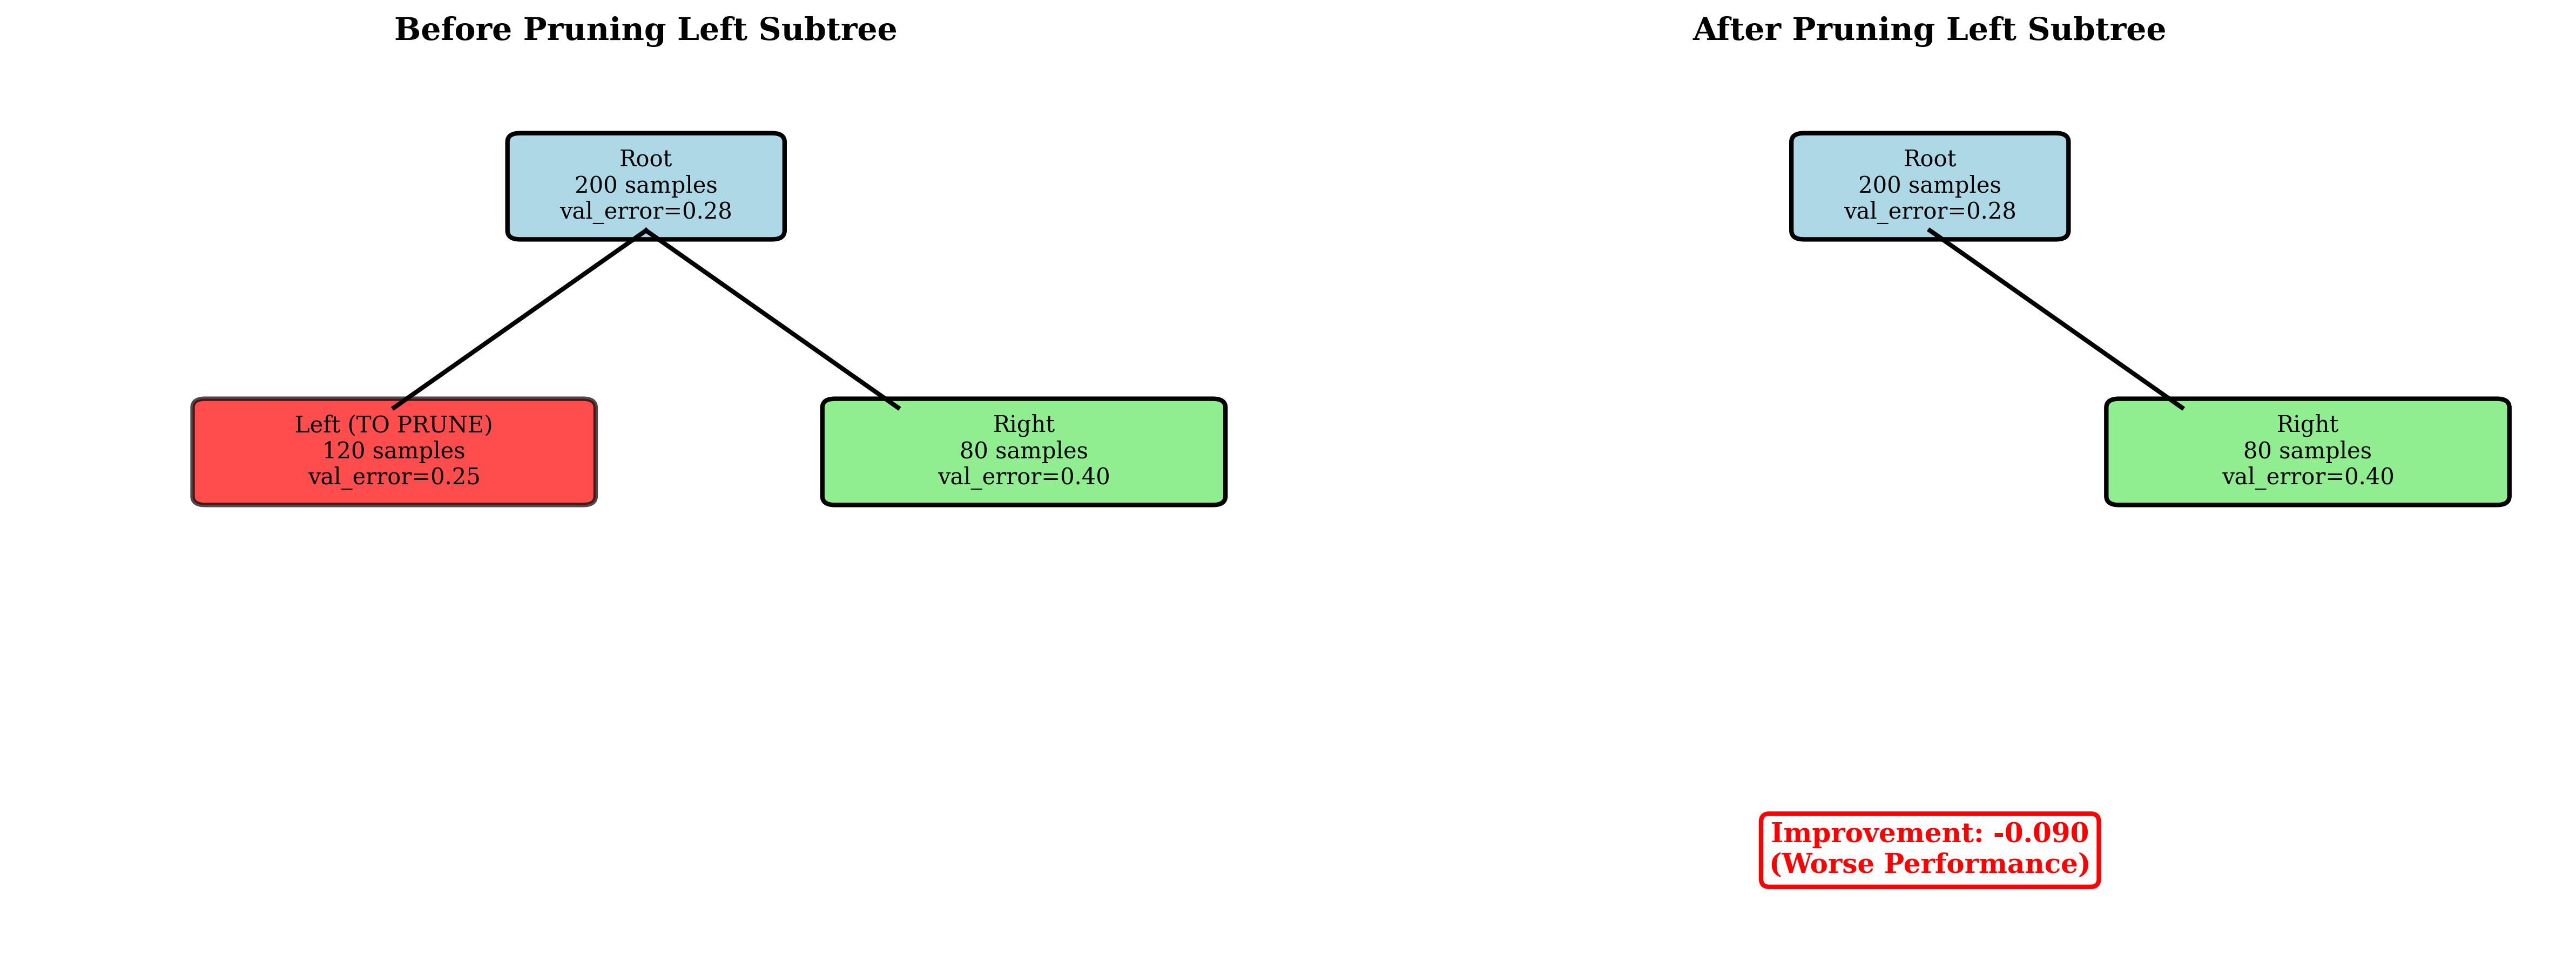 Before Pruning Left Subtree
Root
200 samples
val_error=0.28
Left (TO PRUNE)
120 samples
val_error=0.25
Right
80 samples
val_error=0.40
After Pruning Left Subtree
Root
200 samples
val_error=0.28
Right
80 samples
val_error=0.40
Improvement: -0.090
(Worse Performance)